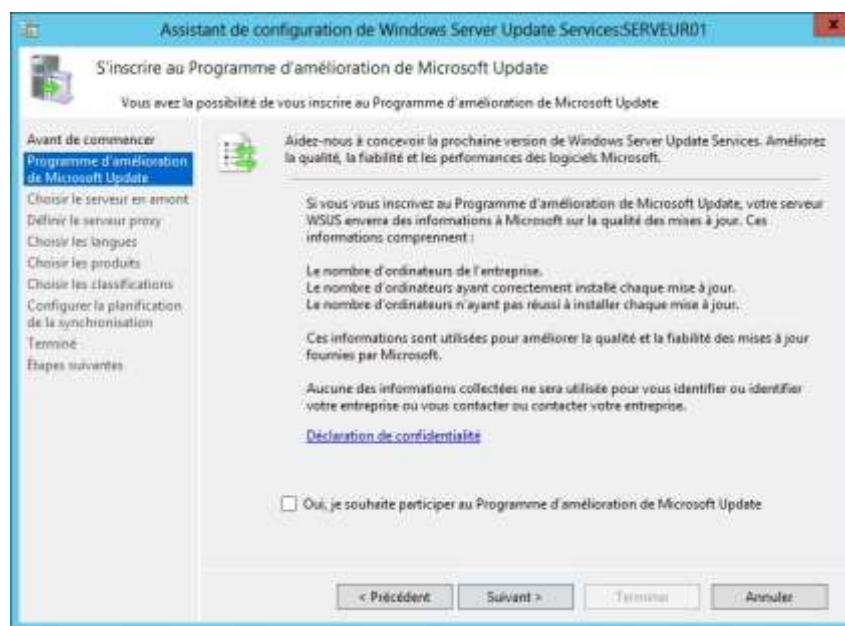 Assistant de configuration de Windows Server Update Services:SERVEUR01
x
S'inscrire au Programme d'amélioration de Microsoft Update
Vous avez la possibilité de vous inscrire au Programme d'amélioration de Microsoft Update
Avant de commencer
Programme d'amélioration
de Microsoft Update
Choisir le serveur en amont
Définir le serveur proxy
Choisir les langues
Choisir les produits
Choisir les classifications
Configurer la planification
de la synchronisation
Terminé
Étapes suivantes
Aidez-nous à concevoir la prochaine version de Windows Server Update Services. Améliorez
la qualité, la fiabilité et les performances des logiciels Microsoft.
Si vous vous inscrivez au Programme d'amélioration de Microsoft Update, votre serveur
WSUS enverra des informations à Microsoft sur la qualité des mises à jour. Ces
informations comprennent :
Le nombre d'ordinateurs de l'entreprise.
Le nombre d'ordinateurs ayant correctement installé chaque mise à jour.
Le nombre d'ordinateurs n'ayant pas réussi à installer chaque mise à jour.
Ces informations sont utilisées pour améliorer la qualité et la fiabilité des mises à jour
fournies par Microsoft.
Aucune des informations collectées ne sera utilisée pour vous identifier ou identifier
votre entreprise ou vous contacter ou contacter votre entreprise.
Déclaration de confidentialité
Oui, je souhaite participer au Programme d'amélioration de Microsoft Update
< Précédent
Suivant >
Terminer
Annuler